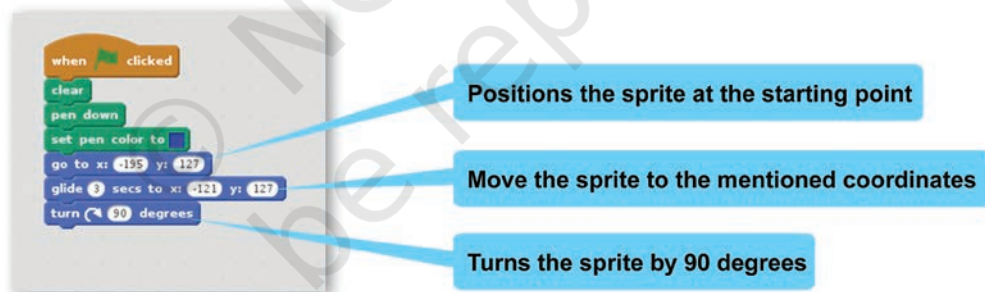 when clicked
clear
pen down
set pen color to
go to x: -195 y: 127
glide 3 secs to x: -121 y: 127
turn 90 degrees
Positions the sprite at the starting point
Move the sprite to the mentioned coordinates
Turns the sprite by 90 degrees
©
be rep